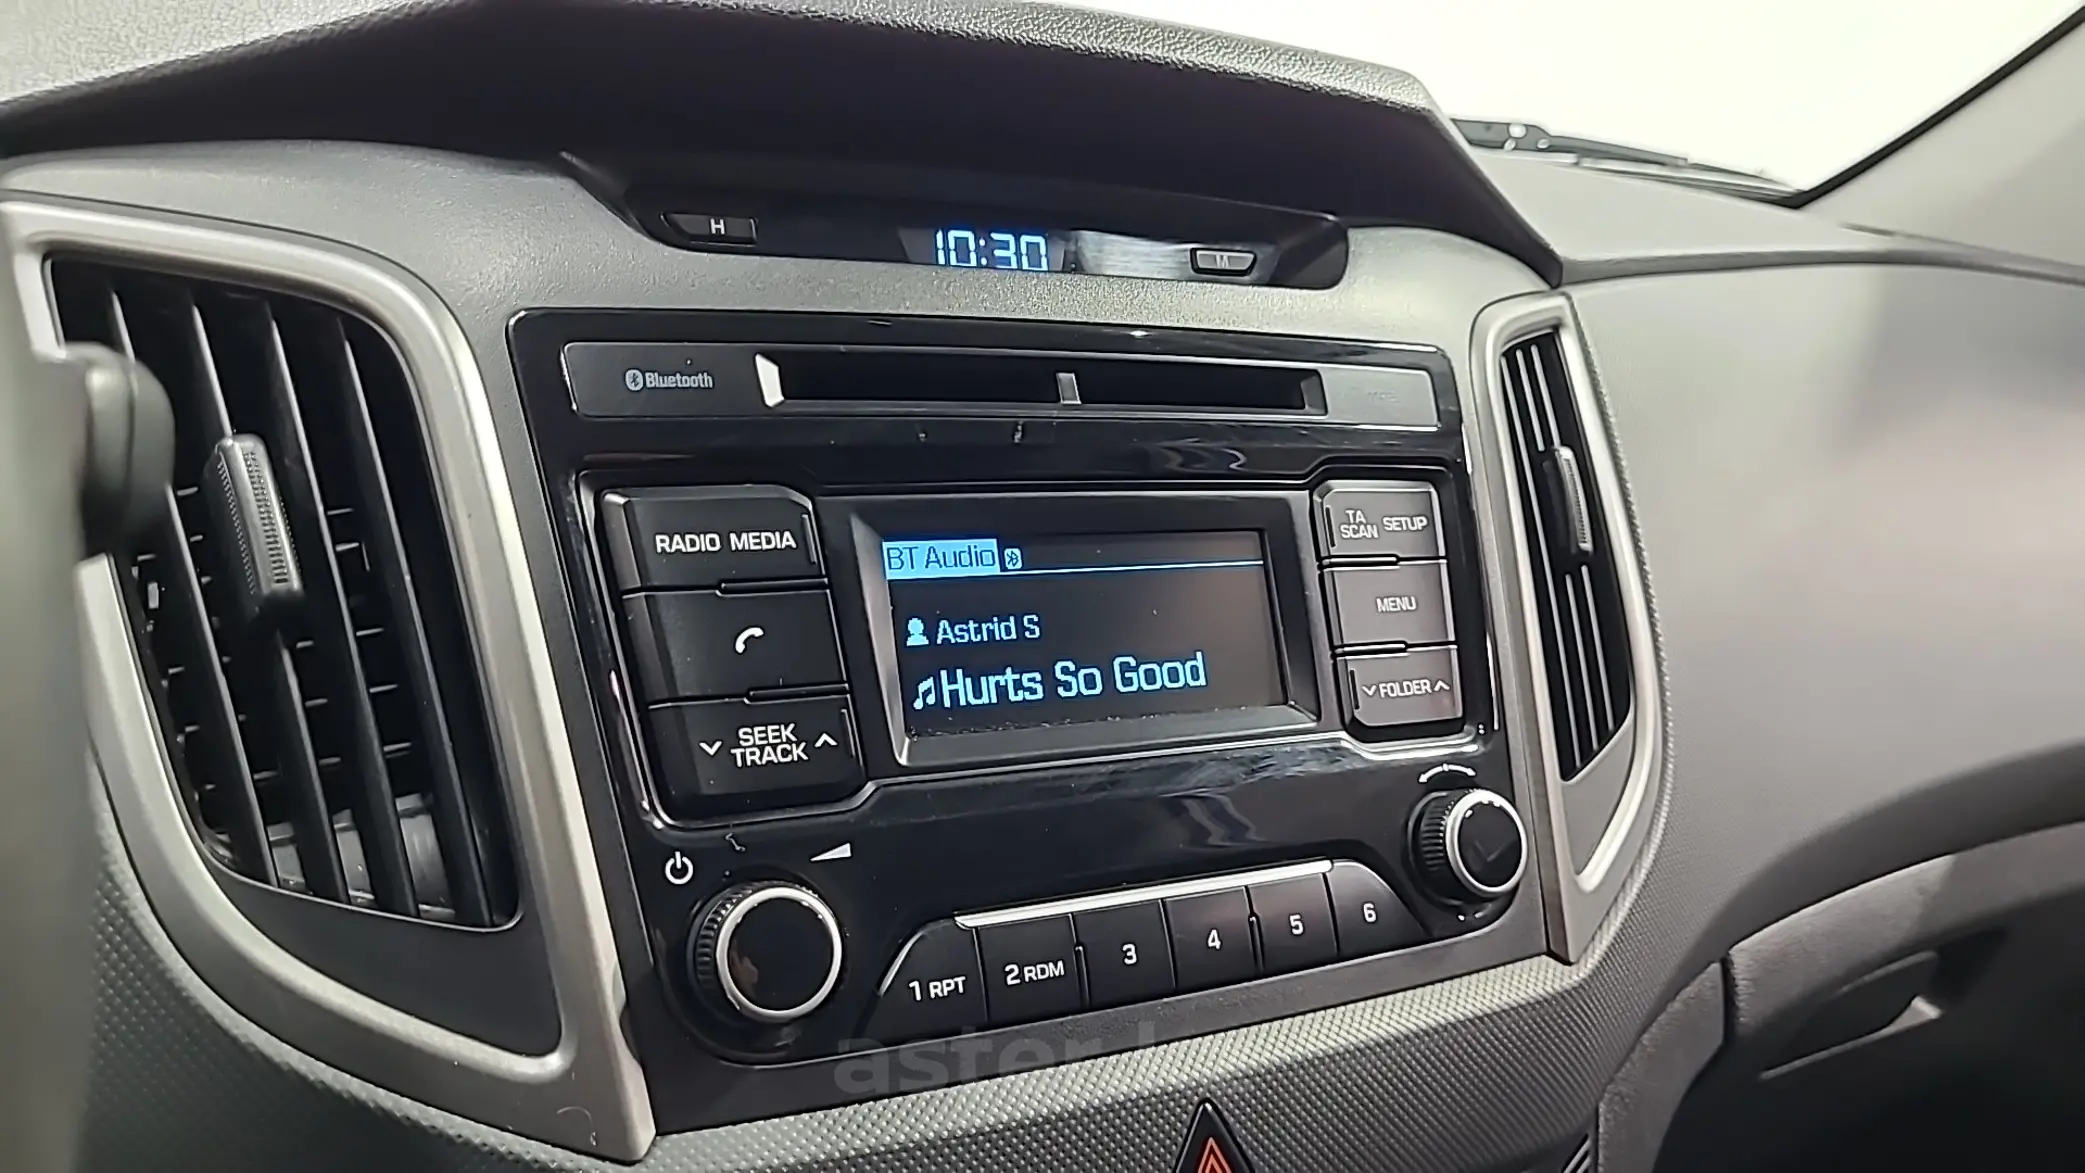 H
10:30
M
Bluetooth
RADIO MEDIA
SEEK
TRACK
BT Audio
Astrid S
Hurts So Good
TA
SCAN
SETUP
MENU
FOLDER
1 RPT
2 RDM
3
4
5
6
aster.k